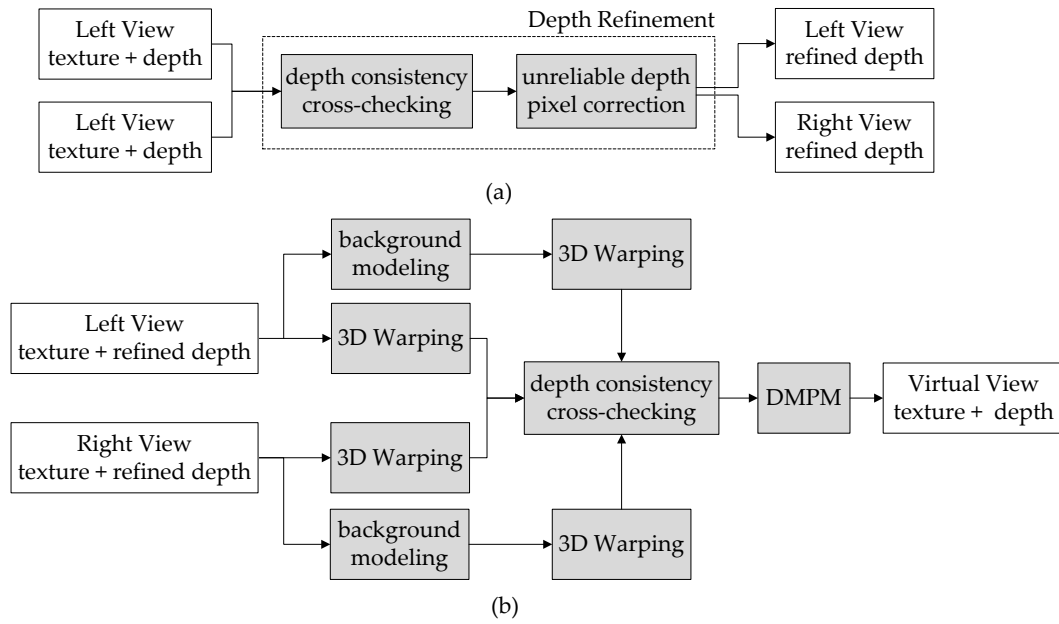 Depth Refinement
Left View
texture + depth
Left View
texture + depth
depth consistency
cross-checking
unreliable depth
pixel correction
Left View
refined depth
Right View
refined depth
(a)
background
modeling
3D Warping
Left View
texture + refined depth
3D Warping
depth consistency
cross-checking
DMPM
Virtual View
texture + depth
Right View
texture + refined depth
3D Warping
background
modeling
3D Warping
(b)